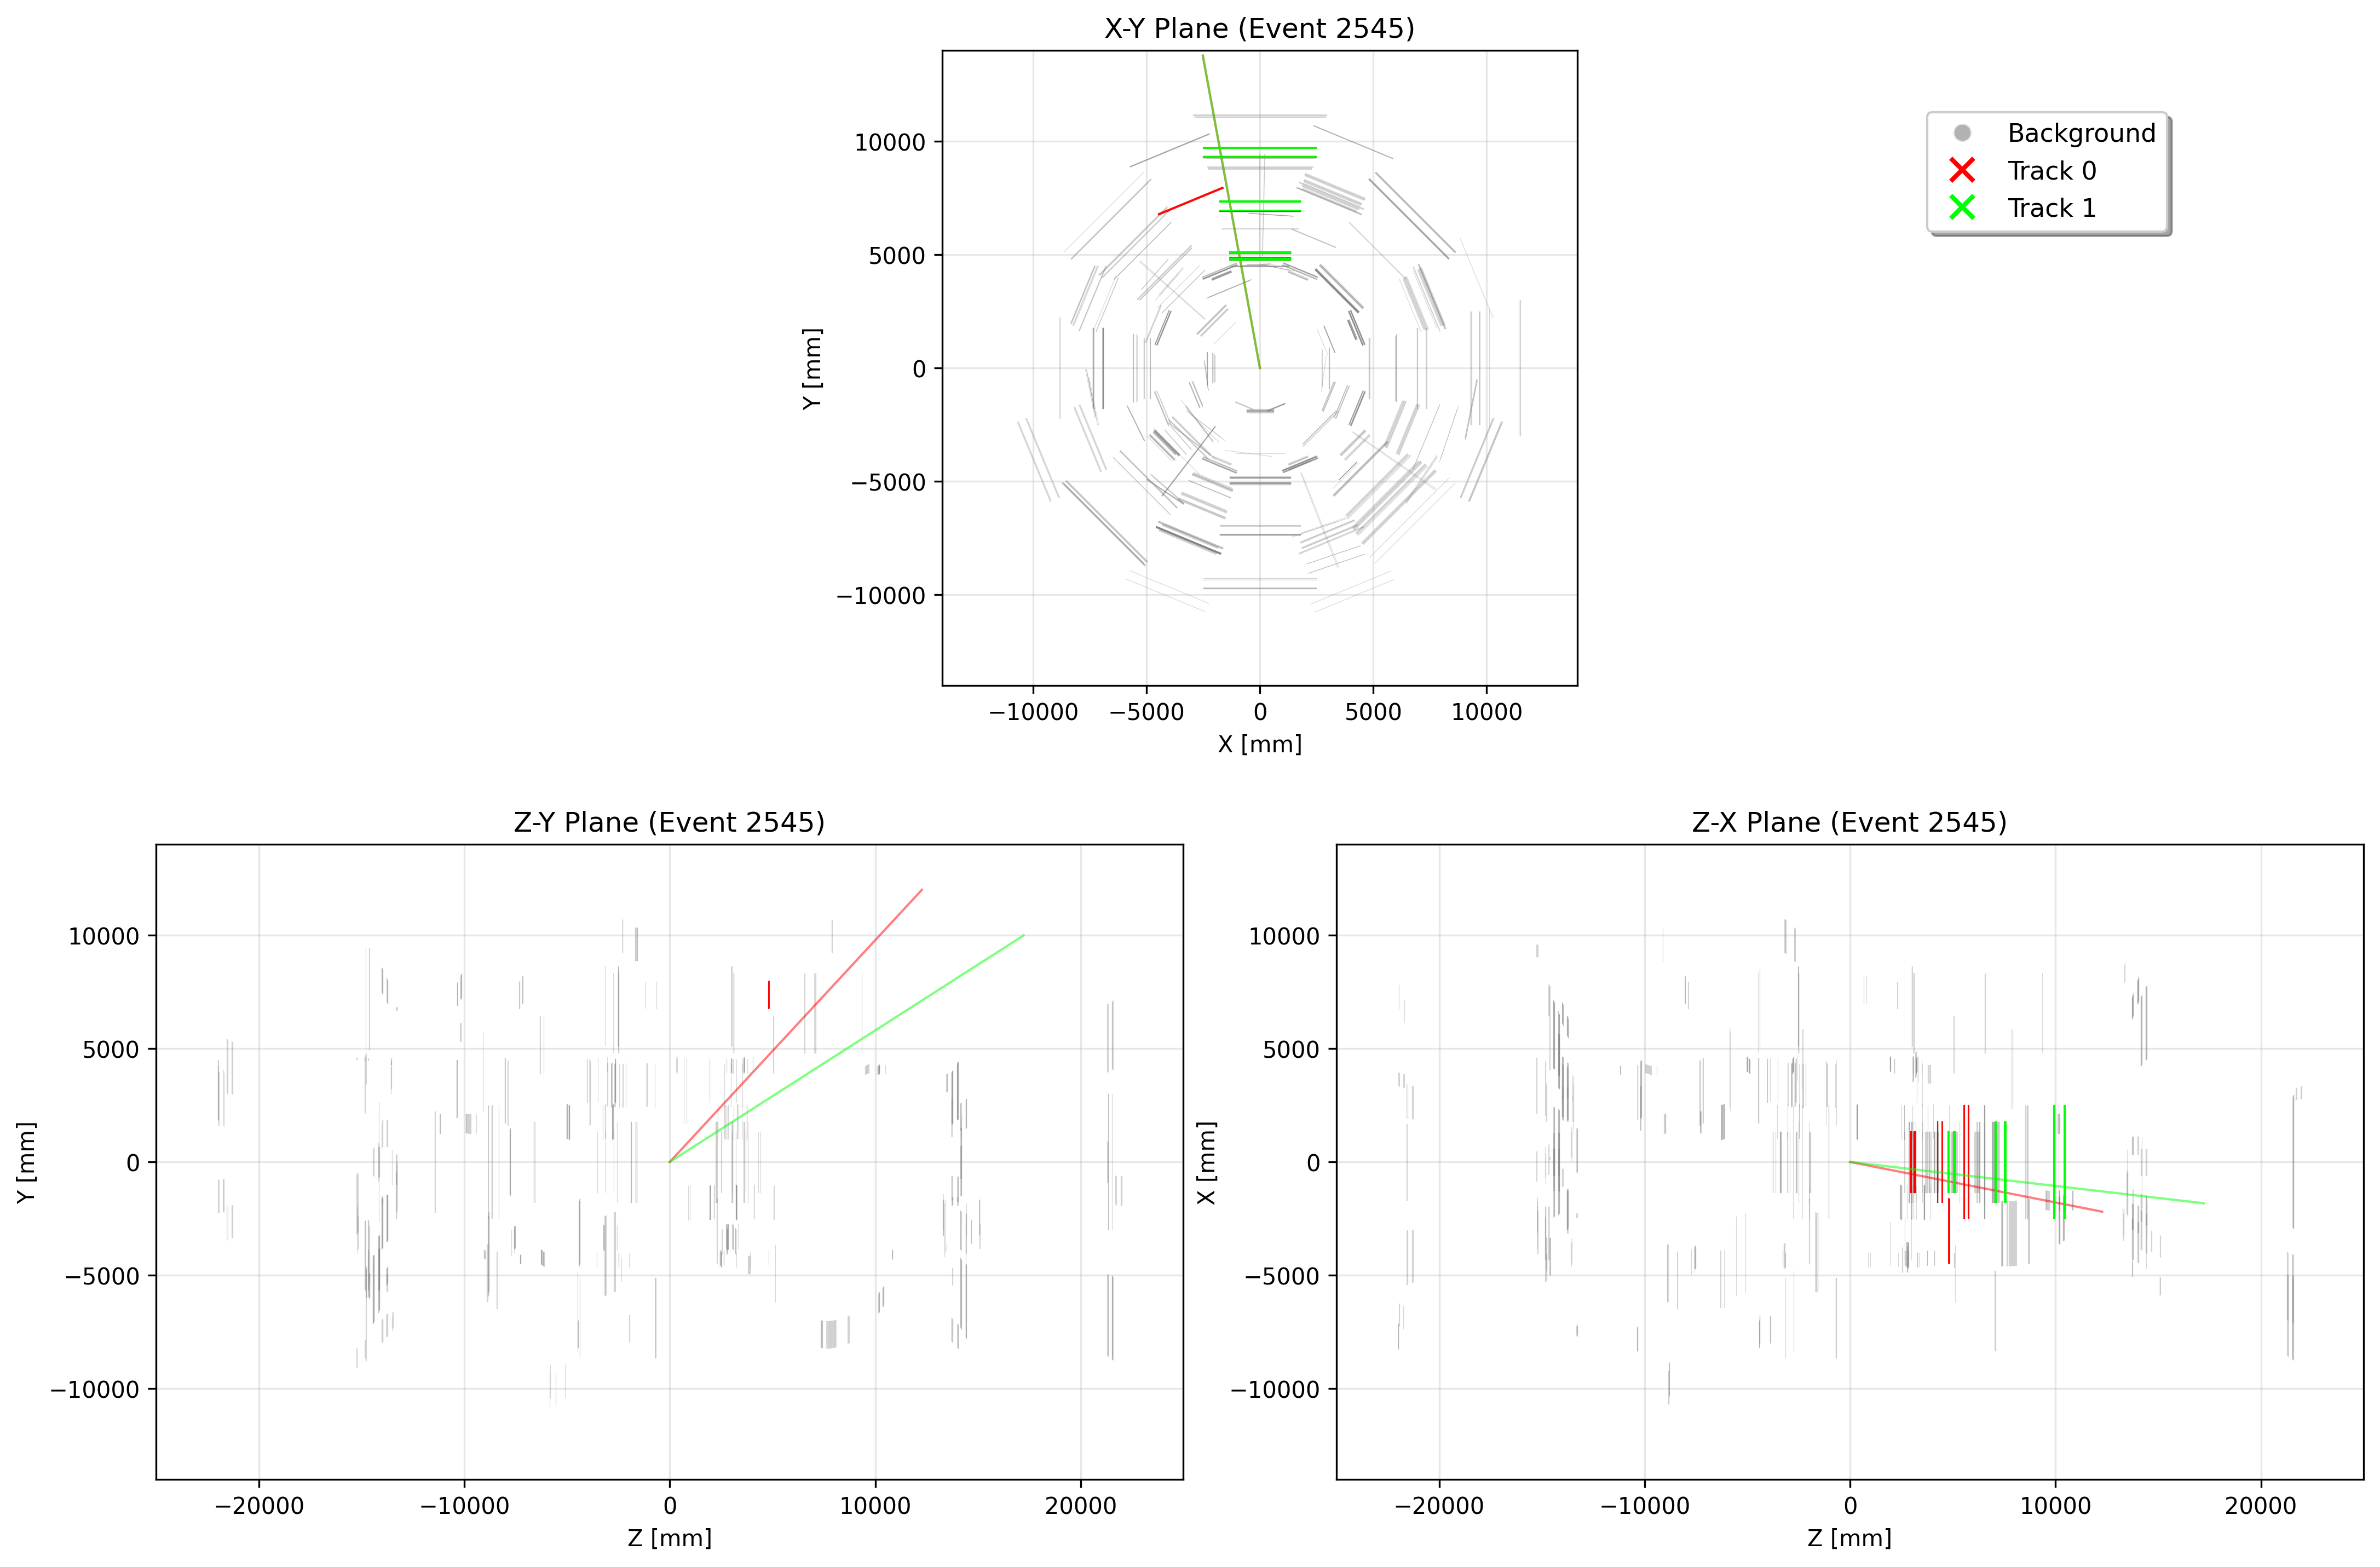 X-Y Plane (Event 2545)
Background
Track 0
Track 1
10000
5000
0
−5000
−10000
Y [mm]
−10000 −5000 0 5000 10000
X [mm]
Z-Y Plane (Event 2545)
10000
5000
0
−5000
−10000
Y [mm]
−20000 −10000 0 10000 20000
Z [mm]
Z-X Plane (Event 2545)
10000
5000
0
−5000
−10000
X [mm]
−20000 −10000 0 10000 20000
Z [mm]